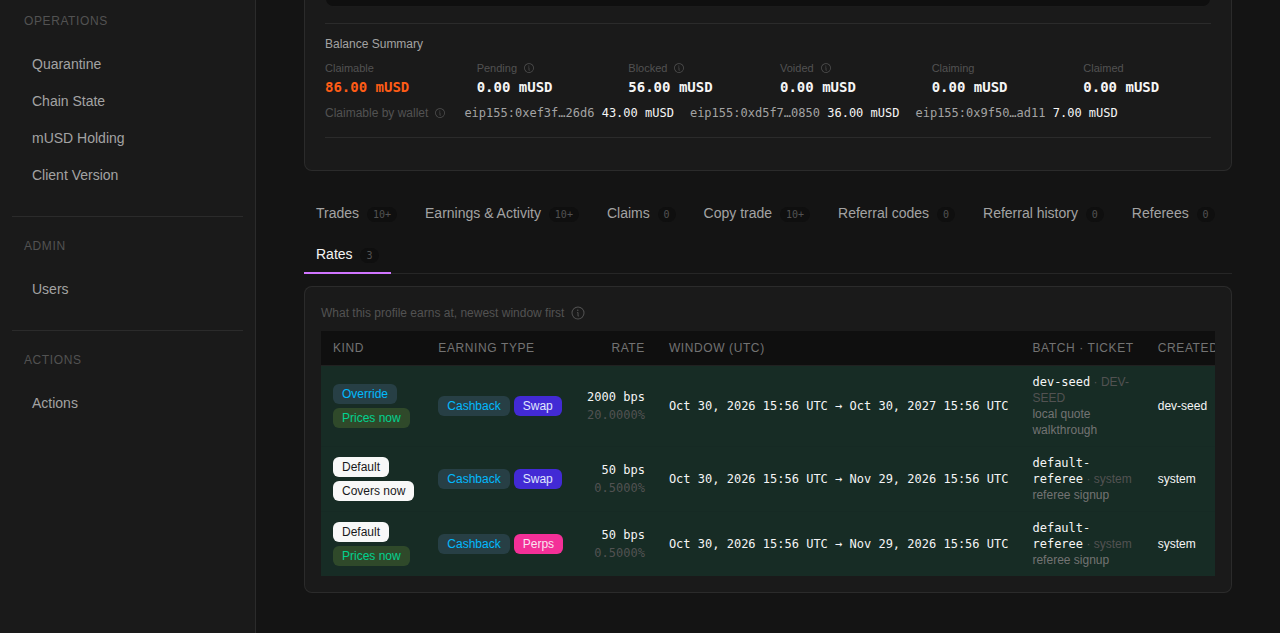 OPERATIONS
Quarantine
Chain State
mUSD Holding
Client Version
ADMIN
Users
ACTIONS
Actions
Balance Summary
Claimable Pending Blocked Voided Claiming Claimed
86.00 mUSD 0.00 mUSD 56.00 mUSD 0.00 mUSD 0.00 mUSD 0.00 mUSD
Claimable by wallet eip155:0xef3f…26d6 43.00 mUSD eip155:0xd5f7…0850 36.00 mUSD eip155:0x9f50…ad11 7.00 mUSD
Trades 10+ Earnings & Activity 10+ Claims 0 Copy trade 10+ Referral codes 0 Referral history 0 Referees 0
Rates 3
What this profile earns at, newest window first
KIND EARNING TYPE RATE WINDOW (UTC) BATCH · TICKET CREATED
Override
Prices now
Cashback Swap
2000 bps
20.0000%
Oct 30, 2026 15:56 UTC → Oct 30, 2027 15:56 UTC
dev-seed · DEV-
SEED
local quote
walkthrough
dev-seed
Default
Covers now
Cashback Swap
50 bps
0.5000%
Oct 30, 2026 15:56 UTC → Nov 29, 2026 15:56 UTC
default-
referee · system
referee signup
system
Default
Prices now
Cashback Perps
50 bps
0.5000%
Oct 30, 2026 15:56 UTC → Nov 29, 2026 15:56 UTC
default-
referee · system
referee signup
system